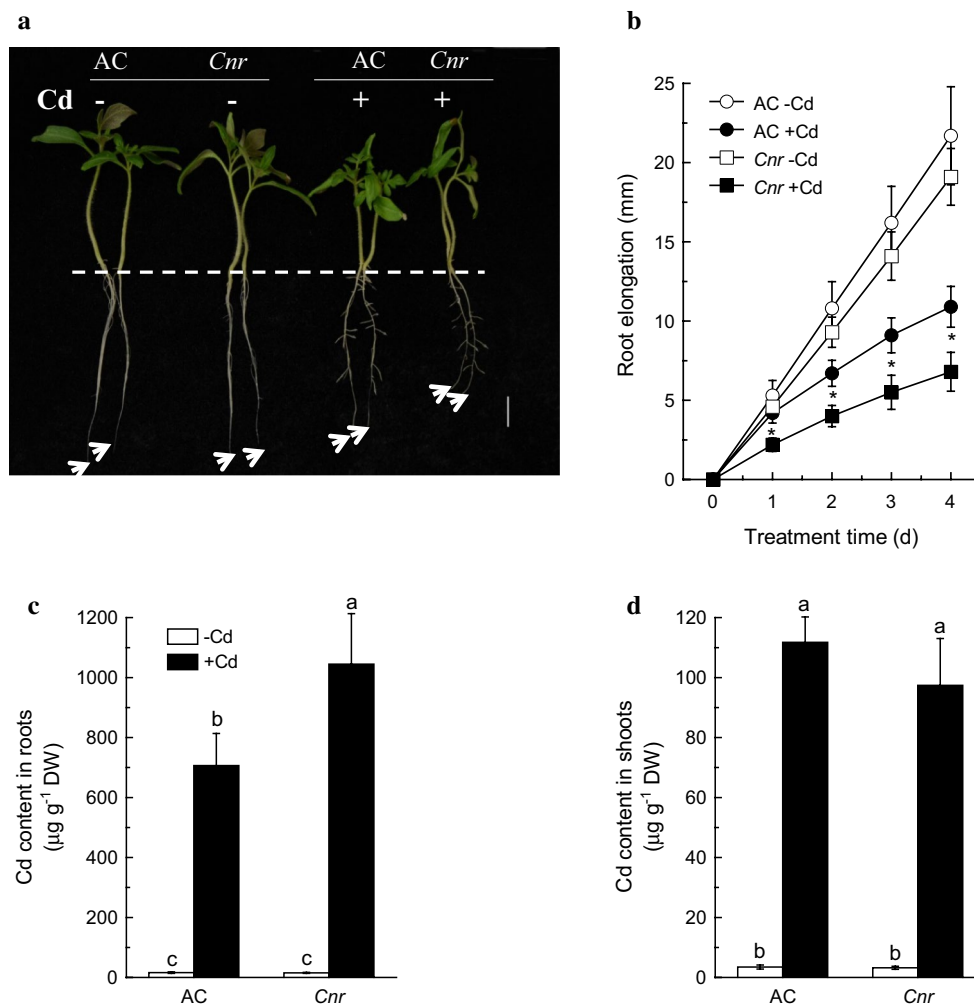 a
AC Cnr AC Cnr
Cd - - + +
b
AC -Cd
AC +Cd
Cnr -Cd
Cnr +Cd
Root elongation (mm)
25
20
15
10
5
0
* * * *
0 1 2 3 4
Treatment time (d)
c
-Cd
+Cd
Cd content in roots
(µg g-1 DW)
1200
1000
800
600
400
200
0
c b c a
AC Cnr
d
Cd content in shoots
(µg g-1 DW)
120
100
80
60
40
20
0
b a b a
AC Cnr